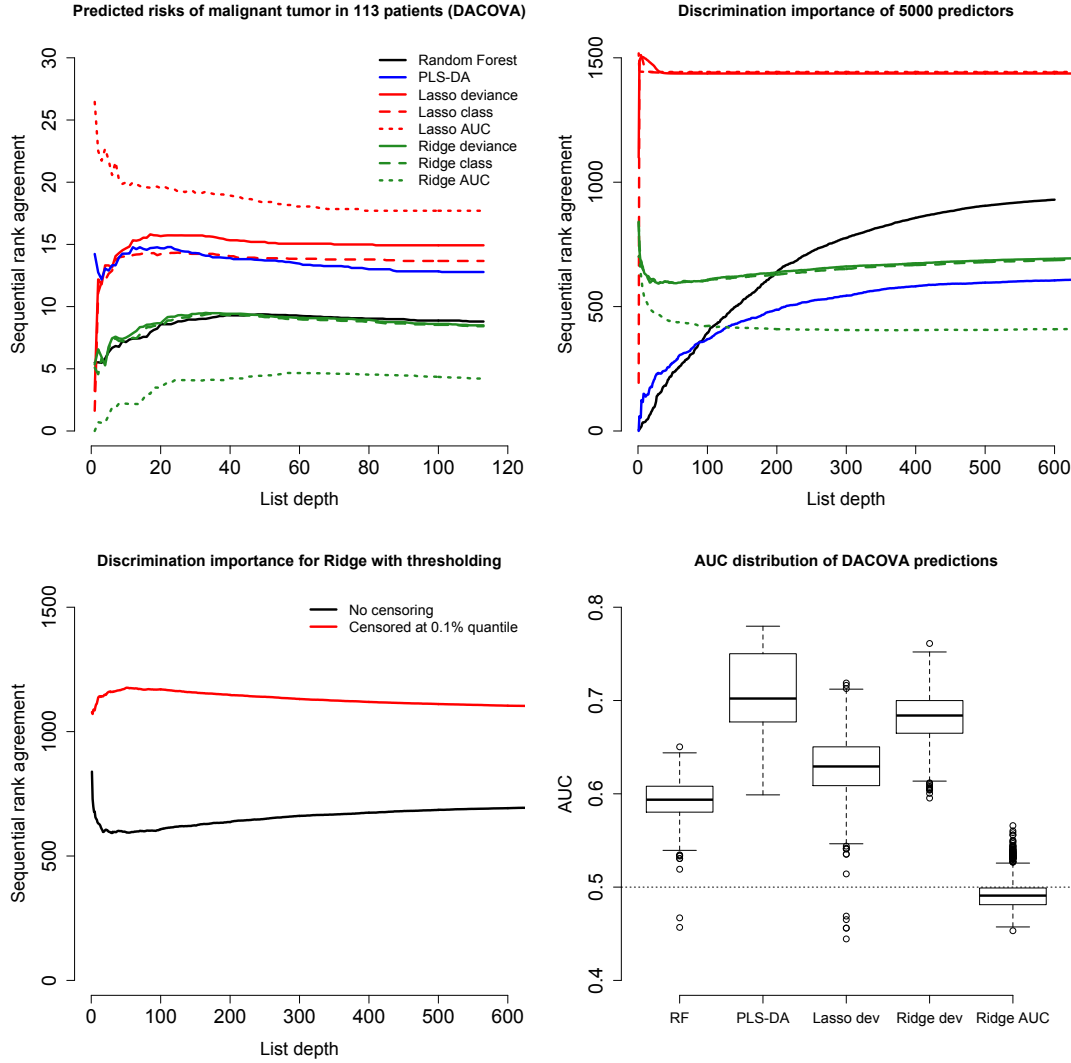 Predicted risks of malignant tumor in 113 patients (DACOVA)
Sequential rank agreement
0 5 10 15 20 25 30
Random Forest
PLS-DA
Lasso deviance
Lasso class
Lasso AUC
Ridge deviance
Ridge class
Ridge AUC
0 20 40 60 80 100 120
List depth
Discrimination importance of 5000 predictors
Sequential rank agreement
0 500 1000 1500
0 100 200 300 400 500 600
List depth
Discrimination importance for Ridge with thresholding
Sequential rank agreement
0 500 1000 1500
No censoring
Censored at 0.1% quantile
0 100 200 300 400 500 600
List depth
AUC distribution of DACOVA predictions
AUC
0.4 0.5 0.6 0.7 0.8
RF PLS-DA Lasso dev Ridge dev Ridge AUC